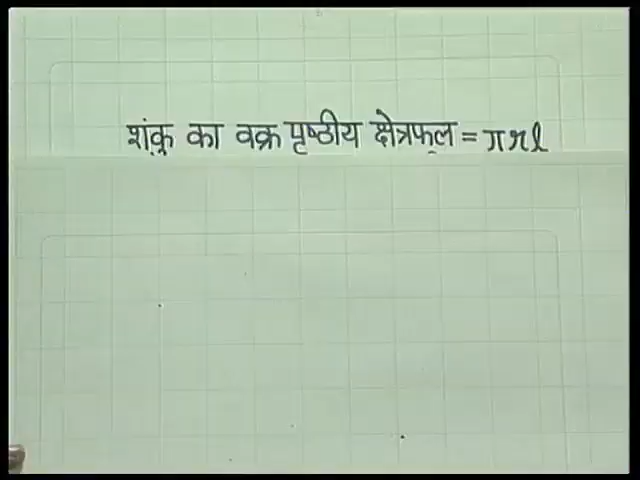 शंकु का वक्र पृष्ठीय क्षेत्रफल = πrl